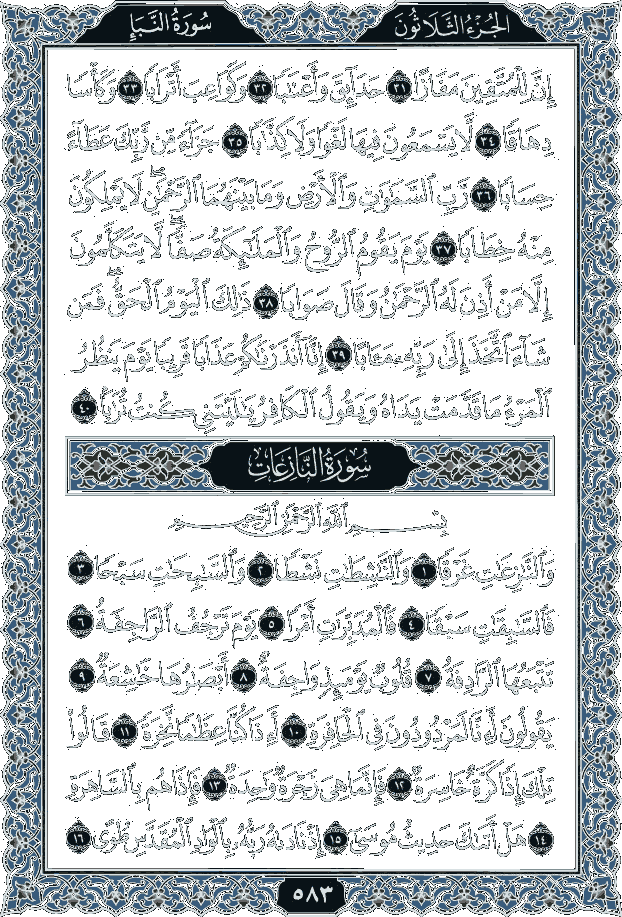 الجُزْءُ الثَّلَاثُونَ
سُورَةُ النَّبَإِ
إِنَّ لِلْمُتَّقِينَ مَفَازًا ٣١ حَدَآئِقَ وَأَعْنَٰبًا ٣٢ وَكَوَاعِبَ أَتْرَابًا ٣٣ وَكَأْسًا
دِهَاقًا ٣٤ لَّا يَسْمَعُونَ فِيهَا لَغْوًا وَلَا كِذَّٰبًا ٣٥ جَزَآءً مِّن رَّبِّكَ عَطَآءً
حِسَابًا ٣٦ رَّبِّ ٱلسَّمَٰوَٰتِ وَٱلْأَرْضِ وَمَا بَيْنَهُمَا ٱلرَّحْمَٰنِۖ لَا يَمْلِكُونَ
مِنْهُ خِطَابًا ٣٧ يَوْمَ يَقُومُ ٱلرُّوحُ وَٱلْمَلَٰٓئِكَةُ صَفًّاۖ لَّا يَتَكَلَّمُونَ
إِلَّا مَنْ أَذِنَ لَهُ ٱلرَّحْمَٰنُ وَقَالَ صَوَابًا ٣٨ ذَٰلِكَ ٱلْيَوْمُ ٱلْحَقُّۖ فَمَن
شَآءَ ٱتَّخَذَ إِلَىٰ رَبِّهِۦ مَـَٔابًا ٣٩ إِنَّآ أَنذَرْنَٰكُمْ عَذَابًا قَرِيبًا يَوْمَ يَنظُرُ
ٱلْمَرْءُ مَا قَدَّمَتْ يَدَاهُ وَيَقُولُ ٱلْكَافِرُ يَٰلَيْتَنِي كُنتُ تُرَٰبًۢا ٤٠
سُورَةُ النَّازِعَاتِ
بِسْمِ ٱللَّهِ ٱلرَّحْمَٰنِ ٱلرَّحِيمِ
وَٱلنَّٰزِعَٰتِ غَرْقًا ١ وَٱلنَّٰشِطَٰتِ نَشْطًا ٢ وَٱلسَّٰبِحَٰتِ سَبْحًا ٣
فَٱلسَّٰبِقَٰتِ سَبْقًا ٤ فَٱلْمُدَبِّرَٰتِ أَمْرًا ٥ يَوْمَ تَرْجُفُ ٱلرَّاجِفَةُ ٦
تَتْبَعُهَا ٱلرَّادِفَةُ ٧ قُلُوبٌ يَوْمَئِذٍ وَاجِفَةٌ ٨ أَبْصَٰرُهَا خَٰشِعَةٌ ٩
يَقُولُونَ أَءِنَّا لَمَرْدُودُونَ فِي ٱلْحَافِرَةِ ١٠ أَءِذَا كُنَّا عِظَٰمًا نَّخِرَةً ١١ قَالُوا۟
تِلْكَ إِذًا كَرَّةٌ خَاسِرَةٌ ١٢ فَإِنَّمَا هِيَ زَجْرَةٌ وَٰحِدَةٌ ١٣ فَإِذَا هُم بِٱلسَّاهِرَةِ
١٤ هَلْ أَتَىٰكَ حَدِيثُ مُوسَىٰٓ ١٥ إِذْ نَادَىٰهُ رَبُّهُۥ بِٱلْوَادِ ٱلْمُقَدَّسِ طُوًى ١٦
٥٨٣